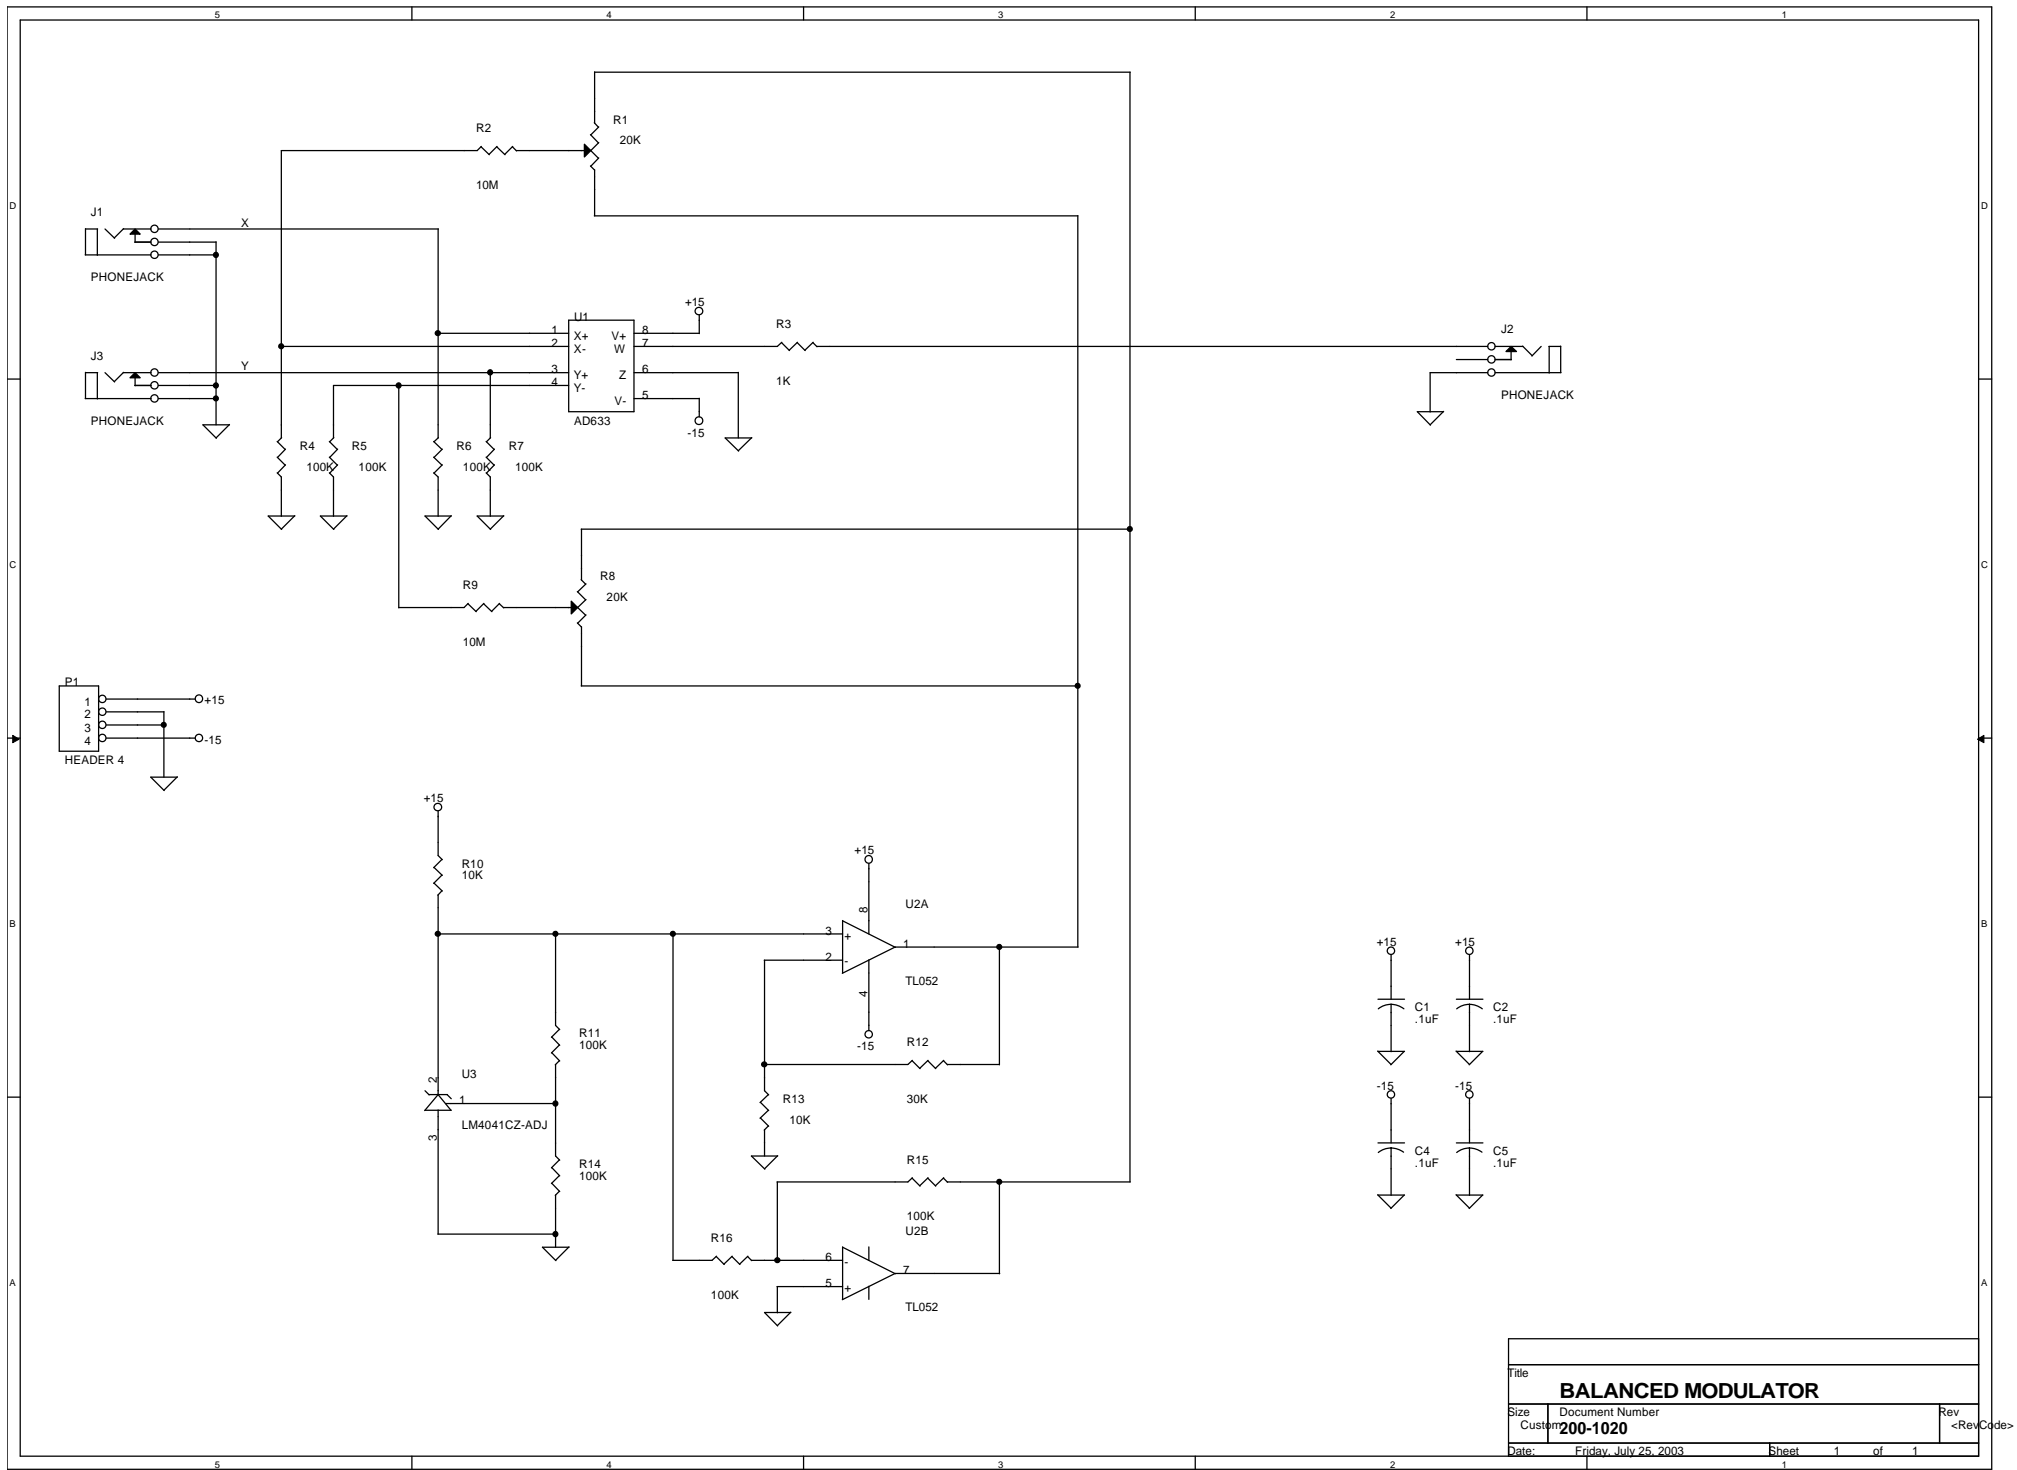 5 4 3 2 1
D D
C C
B B
A A
R2
10M
R1
20K
J1
X
PHONEJACK
J3
Y
PHONEJACK
U1
1 X+ V+ 8
2 X- W 7
3 Y+ Z 6
4 Y- V- 5
AD633
+15
-15
R3
1K
J2
PHONEJACK
R4
100K
R5
100K
R6
100K
R7
100K
R9
10M
R8
20K
P1
1
2
3
4
+15
-15
HEADER 4
+15
R10
10K
R11
100K
U3
2
1
3
LM4041CZ-ADJ
R14
100K
+15
8
U2A
3 +
2 -
1
TL052
4
-15
R12
30K
R13
10K
R15
100K
U2B
R16
100K
6 -
5 +
7
TL052
+15 +15
C1
.1uF
C2
.1uF
-15 -15
C4
.1uF
C5
.1uF
Title
BALANCED MODULATOR
Size Document Number Rev
Custom 200-1020 <RevCode>
Date: Friday, July 25, 2003 Sheet 1 of 1
5 4 3 2 1